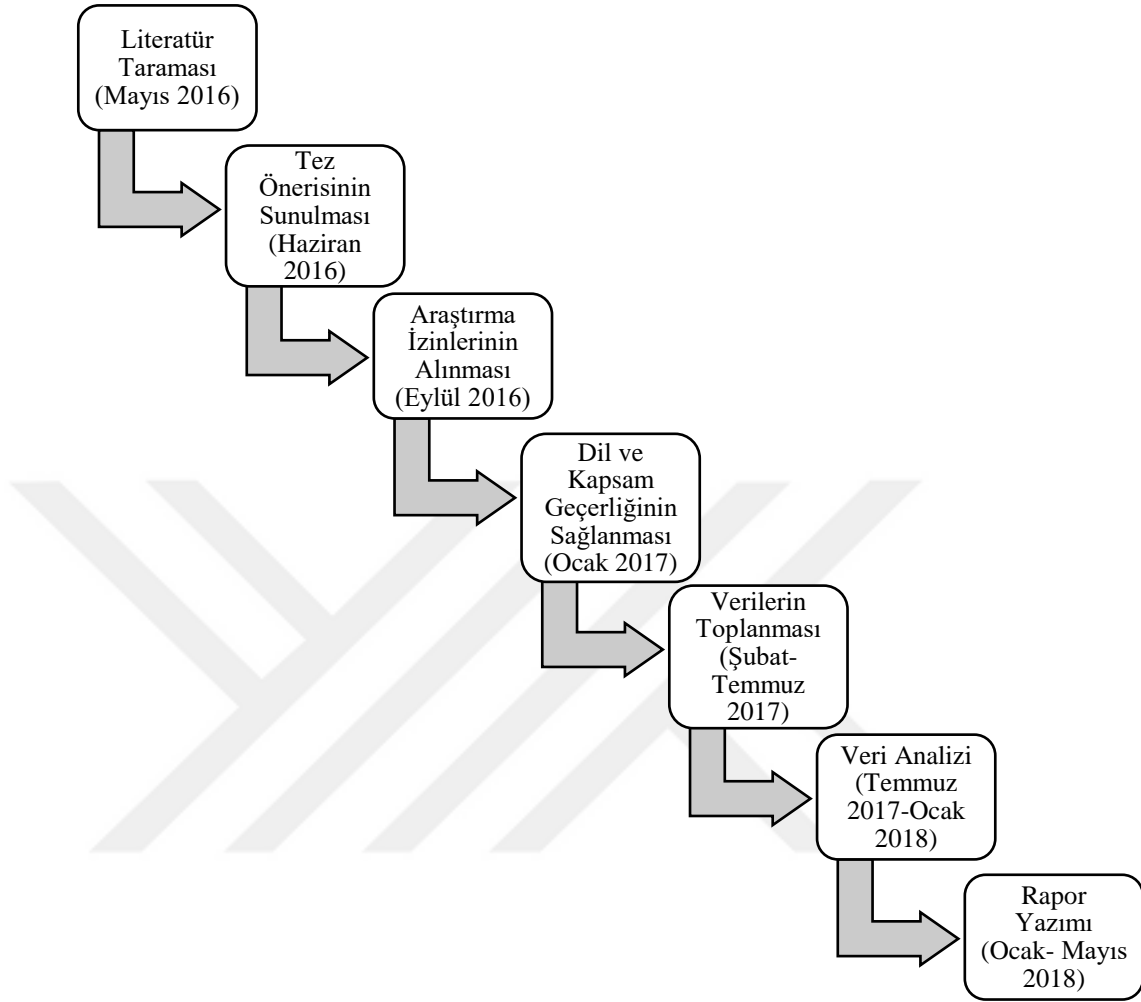 Literatür
Taraması
(Mayıs 2016)
Tez
Önerisinin
Sunulması
(Haziran
2016)
Araştırma
İzinlerinin
Alınması
(Eylül 2016)
Dil ve
Kapsam
Geçerliğinin
Sağlanması
(Ocak 2017)
Verilerin
Toplanması
(Şubat-
Temmuz
2017)
Veri Analizi
(Temmuz
2017-Ocak
2018)
Rapor
Yazımı
(Ocak- Mayıs
2018)